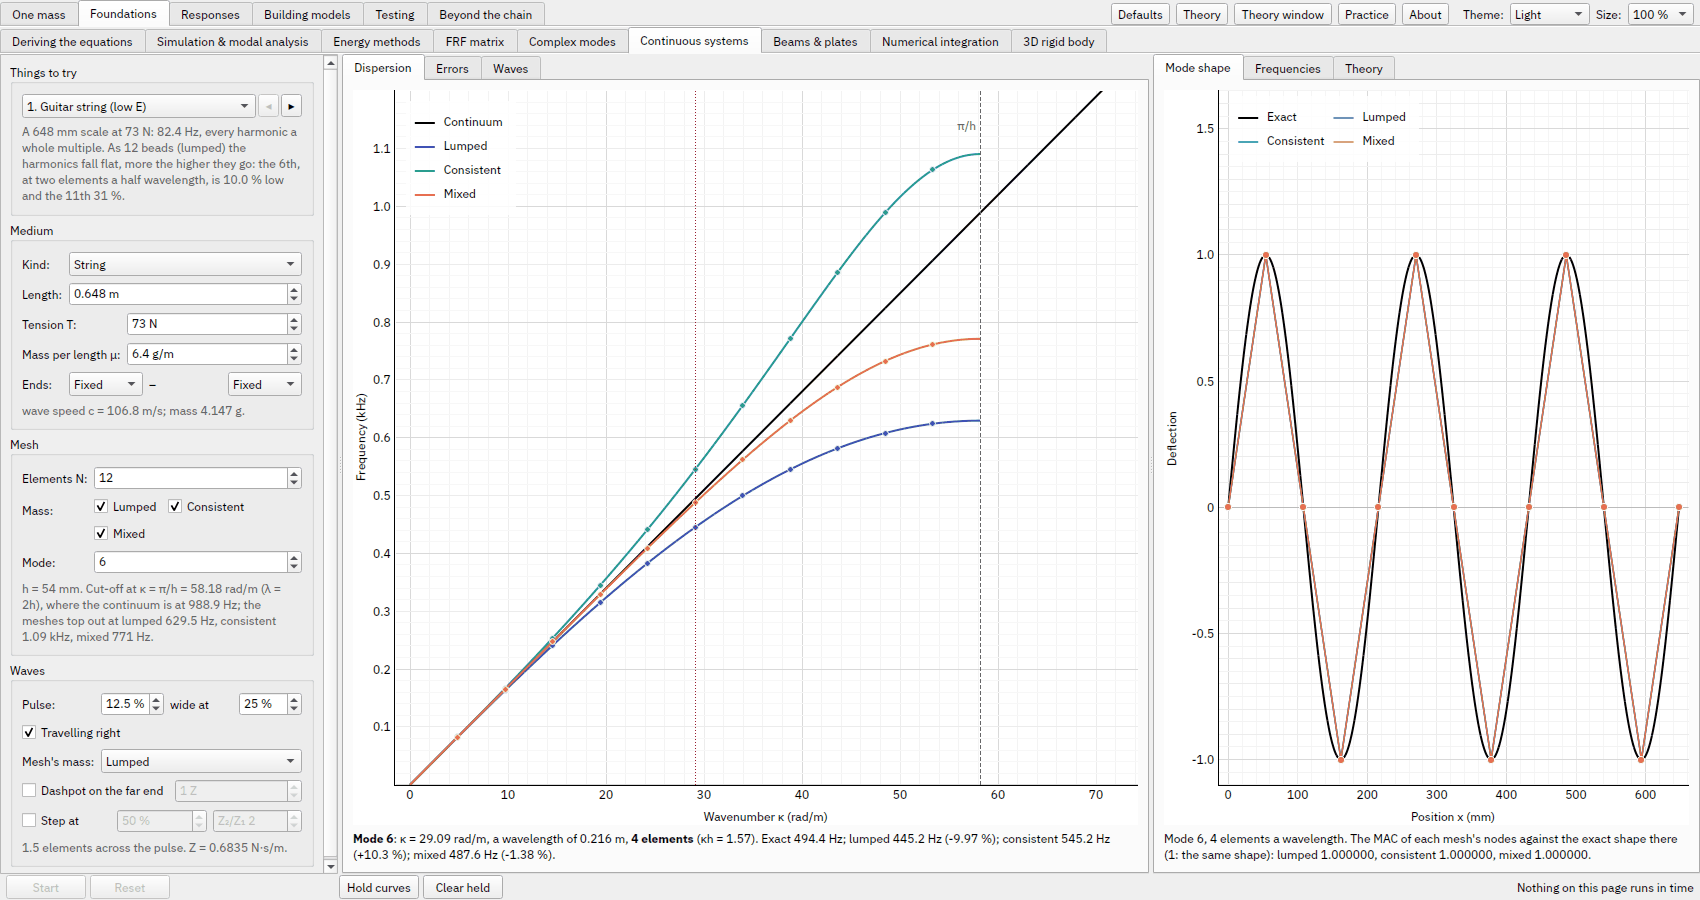 One mass
Foundations
Responses
Building models
Testing
Beyond the chain
Defaults
Theory
Theory window
Practice
About
Theme:
Light
Size:
100 %
Deriving the equations
Simulation & modal analysis
Energy methods
FRF matrix
Complex modes
Continuous systems
Beams & plates
Numerical integration
3D rigid body
Things to try
1. Guitar string (low E)
A 648 mm scale at 73 N: 82.4 Hz, every harmonic a
whole multiple. As 12 beads (lumped) the
harmonics fall flat, more the higher they go: the 6th,
at two elements a half wavelength, is 10.0 % low
and the 11th 31 %.
Medium
Kind:
String
Length:
0.648 m
Tension T:
73 N
Mass per length μ:
6.4 g/m
Ends:
Fixed
–
Fixed
wave speed c = 106.8 m/s; mass 4.147 g.
Mesh
Elements N:
12
Mass:
Lumped
Consistent
Mixed
Mode:
6
h = 54 mm. Cut-off at κ = π/h = 58.18 rad/m (λ =
2h), where the continuum is at 988.9 Hz; the
meshes top out at lumped 629.5 Hz, consistent
1.09 kHz, mixed 771 Hz.
Waves
Pulse:
12.5 %
wide at
25 %
Travelling right
Mesh's mass:
Lumped
Dashpot on the far end
1 Z
Step at
50 %
Z₂/Z₁ 2
1.5 elements across the pulse. Z = 0.6835 N·s/m.
Start
Reset
Dispersion
Errors
Waves
Continuum
Lumped
Consistent
Mixed
π/h
1.1
1.0
0.9
0.8
0.7
0.6
0.5
0.4
0.3
0.2
0.1
Frequency (kHz)
0
10
20
30
40
50
60
70
Wavenumber κ (rad/m)
Mode 6: κ = 29.09 rad/m, a wavelength of 0.216 m, 4 elements (κh = 1.57). Exact 494.4 Hz; lumped 445.2 Hz (-9.97 %); consistent 545.2 Hz
(+10.3 %); mixed 487.6 Hz (-1.38 %).
Hold curves
Clear held
Mode shape
Frequencies
Theory
Exact
Lumped
Consistent
Mixed
1.5
1.0
0.5
0
-0.5
-1.0
Deflection
0
100
200
300
400
500
600
Position x (mm)
Mode 6, 4 elements a wavelength. The MAC of each mesh's nodes against the exact shape there
(1: the same shape): lumped 1.000000, consistent 1.000000, mixed 1.000000.
Nothing on this page runs in time